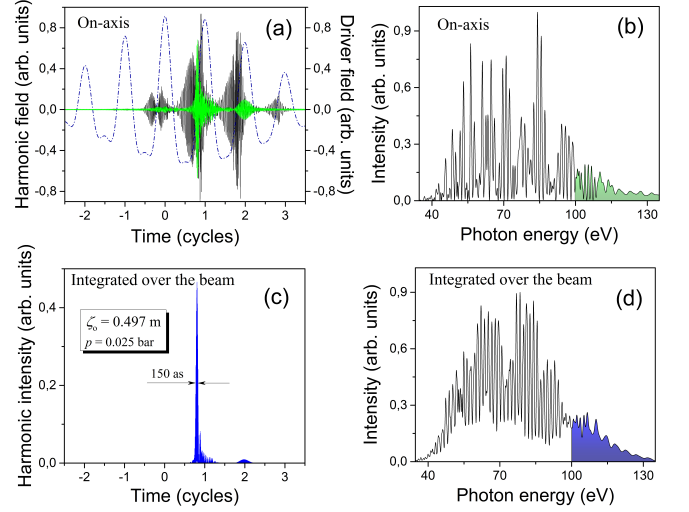 On-axis
(a)
Harmonic field (arb. units)
0,8
0,4
0,0
-0,4
-0,8
0,8
0,4
0,0
-0,4
-0,8
Driver field (arb. units)
-2
-1
0
1
2
3
Time (cycles)
On-axis
(b)
Intensity (arb. units)
0,9
0,6
0,3
0,0
40
70
100
130
Photon energy (eV)
Integrated over the beam
(c)
ζo = 0.497 m
p = 0.025 bar
150 as
Harmonic intensity (arb. units)
0,4
0,2
0,0
-2
-1
0
1
2
3
Time (cycles)
Integrated over the beam
(d)
Intensity (arb. units)
0,9
0,6
0,3
0,0
40
60
80
100
120
Photon energy (eV)